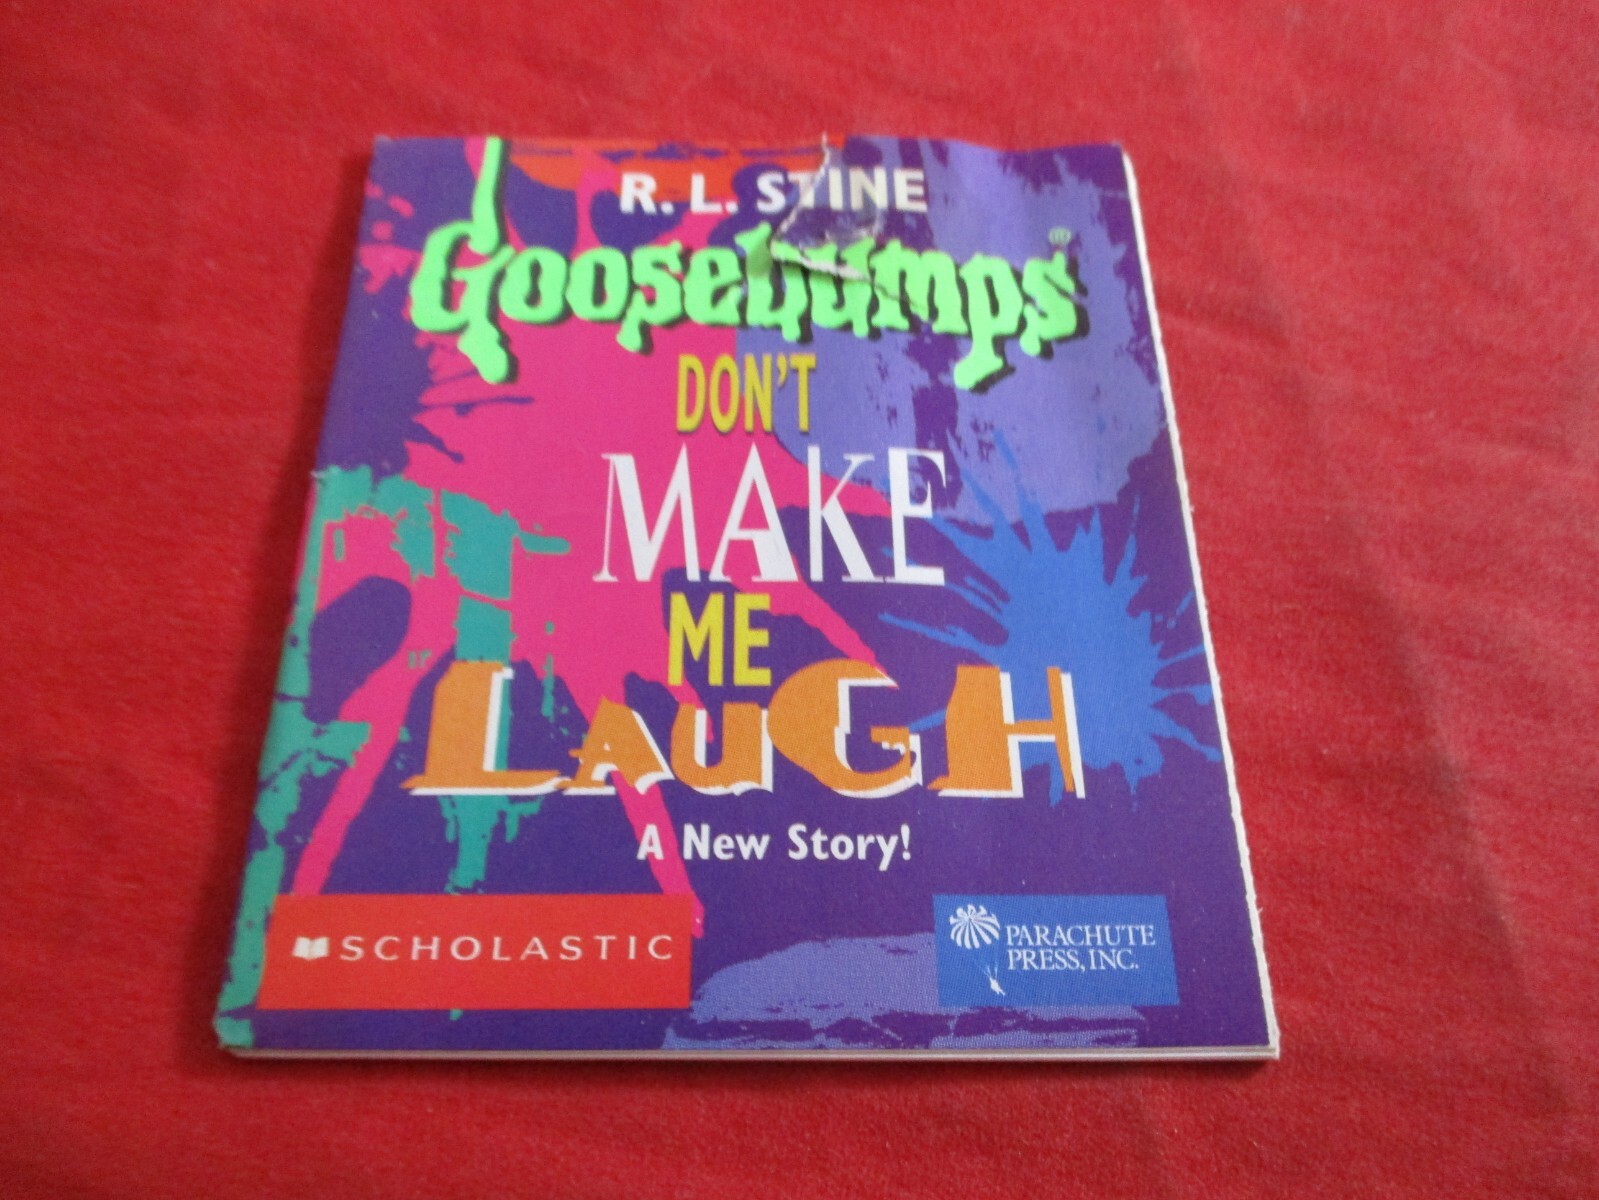 R. L. STINE
Goosebumps®
DON'T
MAKE
ME
LAUGH
A New Story!
SCHOLASTIC
PARACHUTE
PRESS, INC.